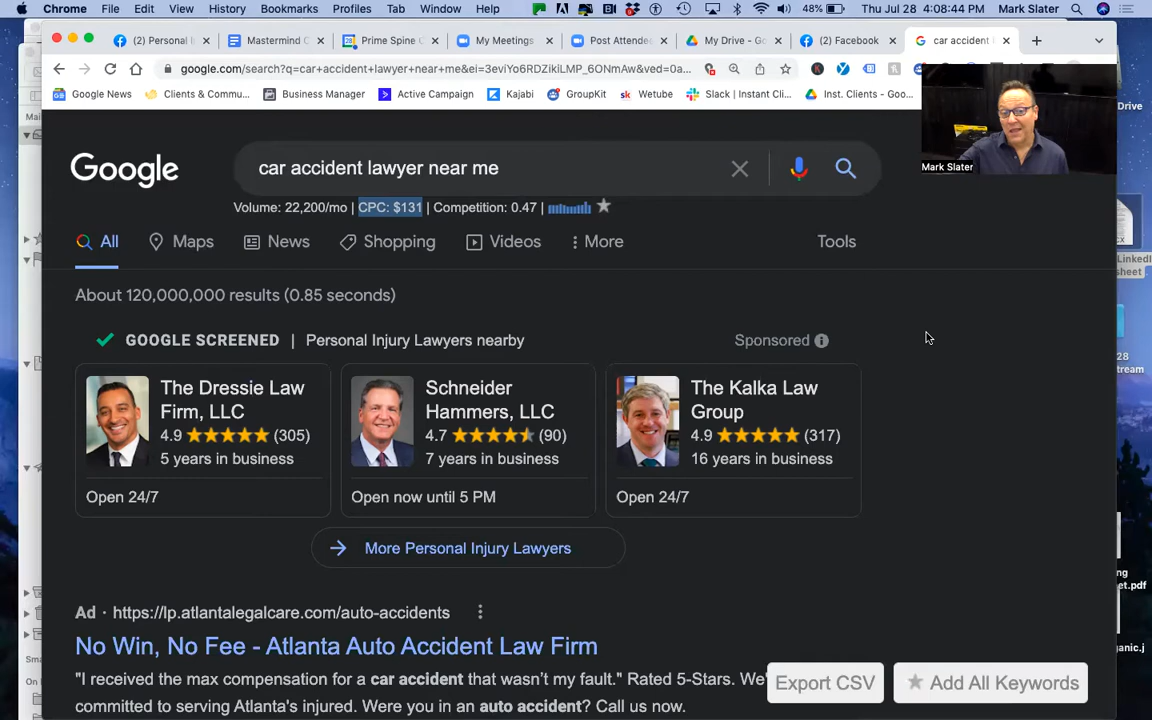 Chrome File Edit View History Bookmarks Profiles Tab Window Help 48% Thu Jul 28 4:08:44 PM Mark Slater
(2) Personal I
Mastermind C
Prime Spine C
My Meetings
Post Attendee
My Drive - Go
(2) Facebook
car accident
google.com/search?q=car+accident+lawyer+near+me&ei=3eviYo6RDZikiLMP_6ONmAw&ved=0a...
Google News
Clients & Commu...
Business Manager
Active Campaign
Kajabi
GroupKit
Wetube
Slack | Instant Cli...
Inst. Clients - Goo...
Mark Slater
Drive
Google
car accident lawyer near me
Volume: 22,200/mo | CPC: $131 | Competition: 0.47 |
All Maps News Shopping Videos More Tools
About 120,000,000 results (0.85 seconds)
GOOGLE SCREENED | Personal Injury Lawyers nearby Sponsored
The Dressie Law
Firm, LLC
4.9 (305)
5 years in business
Open 24/7
Schneider
Hammers, LLC
4.7 (90)
7 years in business
Open now until 5 PM
The Kalka Law
Group
4.9 (317)
16 years in business
Open 24/7
More Personal Injury Lawyers
Ad · https://lp.atlantalegalcare.com/auto-accidents
No Win, No Fee - Atlanta Auto Accident Law Firm
"I received the max compensation for a car accident that wasn't my fault." Rated 5-Stars. We'
committed to serving Atlanta's injured. Were you in an auto accident? Call us now.
Export CSV
Add All Keywords